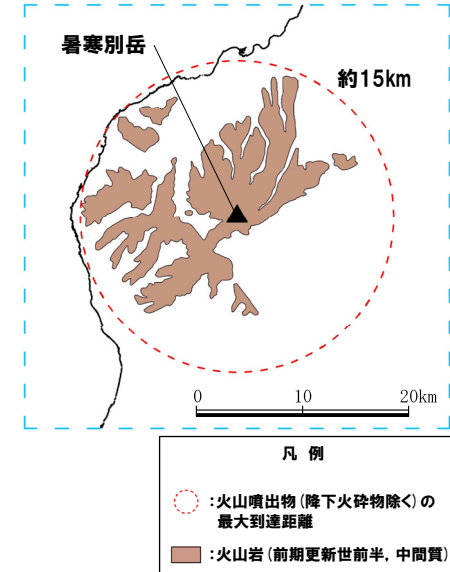 暑寒別岳
約15km
0 10 20km
凡 例
:火山噴出物(降下火砕物除く)の
最大到達距離
:火山岩(前期更新世前半,中間質)